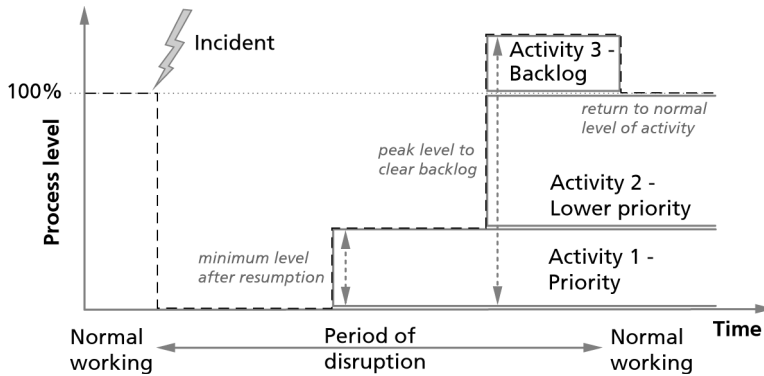 Incident
Activity 3 -
Backlog
100%
return to normal
level of activity
peak level to
clear backlog
Process level
Activity 2 -
Lower priority
minimum level
after resumption
Activity 1 -
Priority
Time
Normal
working
Period of
disruption
Normal
working